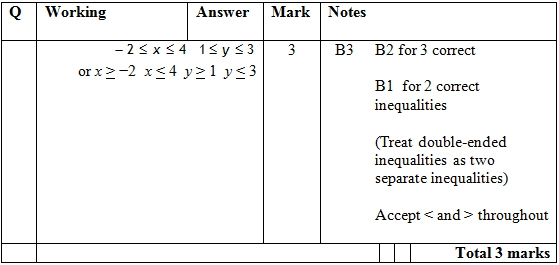 Q Working Answer Mark Notes
– 2 ≤ x ≤ 4 1 ≤ y ≤ 3 3 B3 B2 for 3 correct
or x ≥ −2 x ≤ 4 y ≥ 1 y ≤ 3
B1 for 2 correct
inequalities
(Treat double-ended
inequalities as two
separate inequalities)
Accept < and > throughout
Total 3 marks